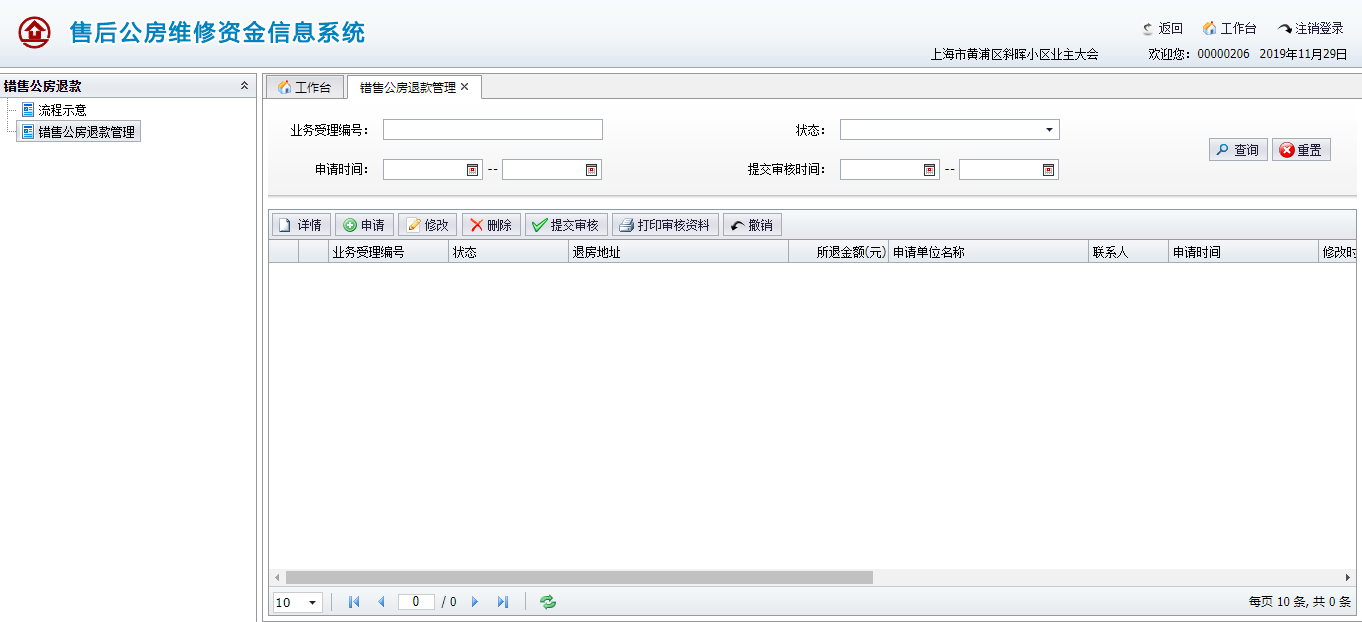 售后公房维修资金信息系统
返回 工作台 注销登录
上海市黄浦区斜晖小区业主大会 欢迎您: 00000206 2019年11月29日
错售公房退款
流程示意
错售公房退款管理
工作台 错售公房退款管理
业务受理编号: 状态:
申请时间: -- 提交审核时间: --
查询 重置
详情 申请 修改 删除 提交审核 打印审核资料 撤销
业务受理编号 状态 退房地址 所退金额(元) 申请单位名称 联系人 申请时间 修改时
10 0 / 0 每页 10 条, 共 0 条